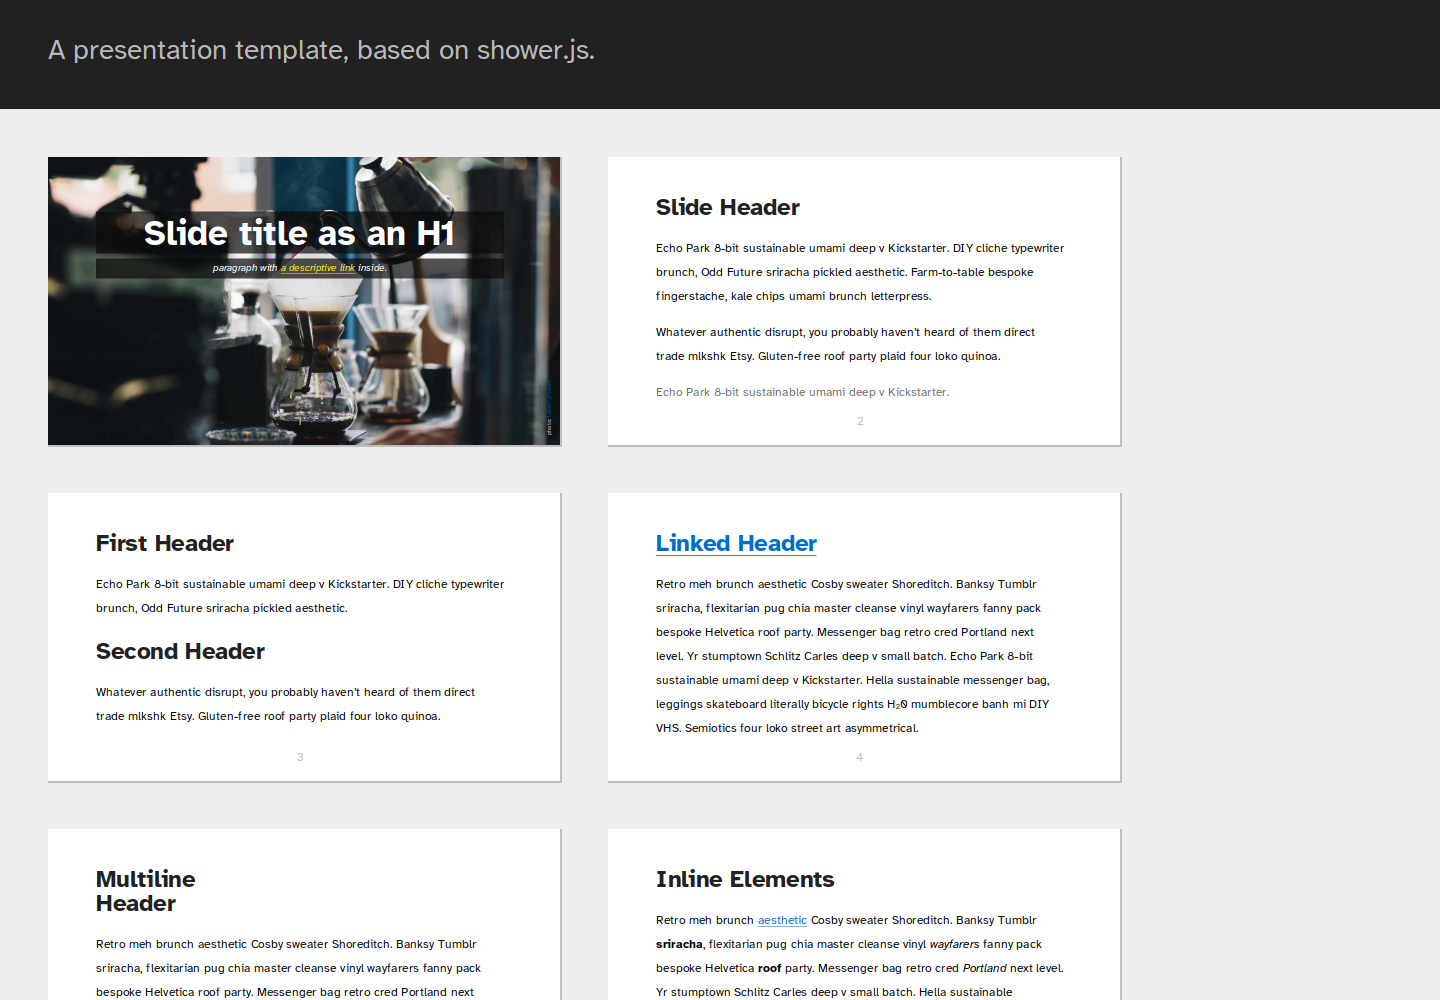 A presentation template, based on shower.js.
Slide title as an H1
paragraph with a descriptive link inside.
photo:
1
Slide Header
Echo Park 8-bit sustainable umami deep v Kickstarter. DIY cliche typewriter
brunch, Odd Future sriracha pickled aesthetic. Farm-to-table bespoke
fingerstache, kale chips umami brunch letterpress.
Whatever authentic disrupt, you probably haven't heard of them direct
trade mlkshk Etsy. Gluten-free roof party plaid four loko quinoa.
Echo Park 8-bit sustainable umami deep v Kickstarter.
2
First Header
Echo Park 8-bit sustainable umami deep v Kickstarter. DIY cliche typewriter
brunch, Odd Future sriracha pickled aesthetic.
Second Header
Whatever authentic disrupt, you probably haven't heard of them direct
trade mlkshk Etsy. Gluten-free roof party plaid four loko quinoa.
3
Linked Header
Retro meh brunch aesthetic Cosby sweater Shoreditch. Banksy Tumblr
sriracha, flexitarian pug chia master cleanse vinyl wayfarers fanny pack
bespoke Helvetica roof party. Messenger bag retro cred Portland next
level. Yr stumptown Schlitz Carles deep v small batch. Echo Park 8-bit
sustainable umami deep v Kickstarter. Hella sustainable messenger bag,
leggings skateboard literally bicycle rights H₂0 mumblecore banh mi DIY
VHS. Semiotics four loko street art asymmetrical.
4
Multiline
Header
Retro meh brunch aesthetic Cosby sweater Shoreditch. Banksy Tumblr
sriracha, flexitarian pug chia master cleanse vinyl wayfarers fanny pack
bespoke Helvetica roof party. Messenger bag retro cred Portland next
Inline Elements
Retro meh brunch aesthetic Cosby sweater Shoreditch. Banksy Tumblr
sriracha, flexitarian pug chia master cleanse vinyl wayfarers fanny pack
bespoke Helvetica roof party. Messenger bag retro cred Portland next level.
Yr stumptown Schlitz Carles deep v small batch. Hella sustainable